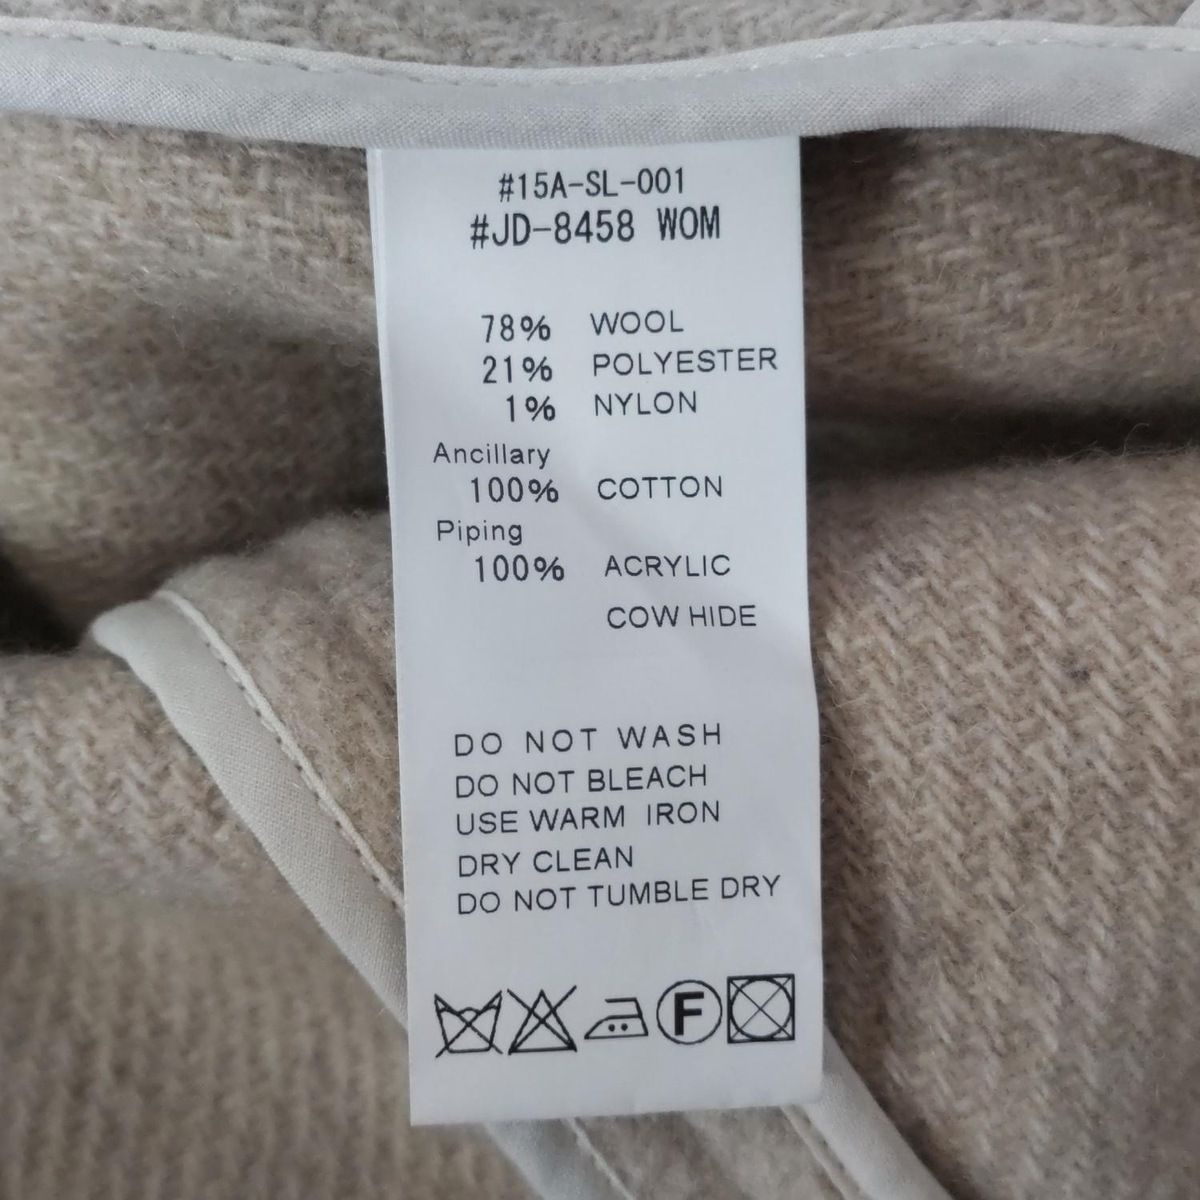 #15A-SL-001
#JD-8458 WOM
78% WOOL
21% POLYESTER
1% NYLON
Ancillary
100% COTTON
Piping
100% ACRYLIC
COW HIDE
DO NOT WASH
DO NOT BLEACH
USE WARM IRON
DRY CLEAN
DO NOT TUMBLE DRY
F